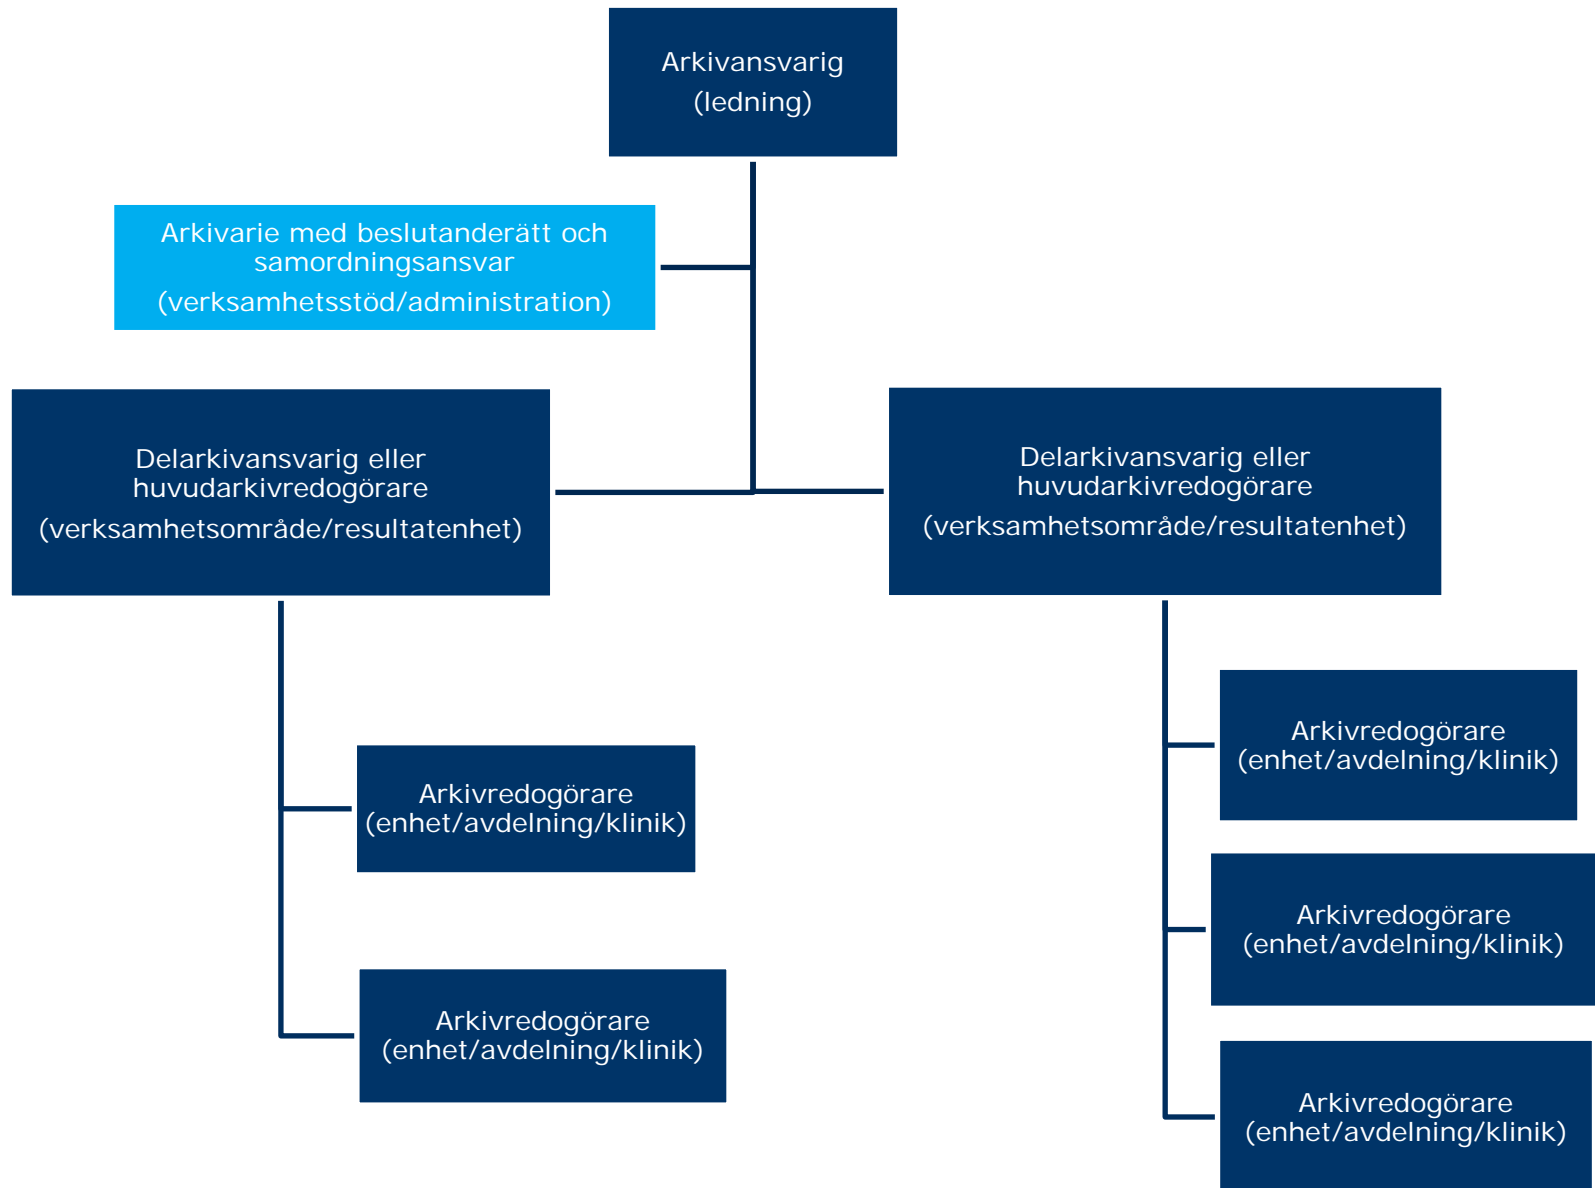 Arkivansvarig
(ledning)
Arkivarie med beslutanderätt och
samordningsansvar
(verksamhetsstöd/administration)
Delarkivansvarig eller
huvudarkivredogörare
(verksamhetsområde/resultatenhet)
Delarkivansvarig eller
huvudarkivredogörare
(verksamhetsområde/resultatenhet)
Arkivredogörare
(enhet/avdelning/klinik)
Arkivredogörare
(enhet/avdelning/klinik)
Arkivredogörare
(enhet/avdelning/klinik)
Arkivredogörare
(enhet/avdelning/klinik)
Arkivredogörare
(enhet/avdelning/klinik)